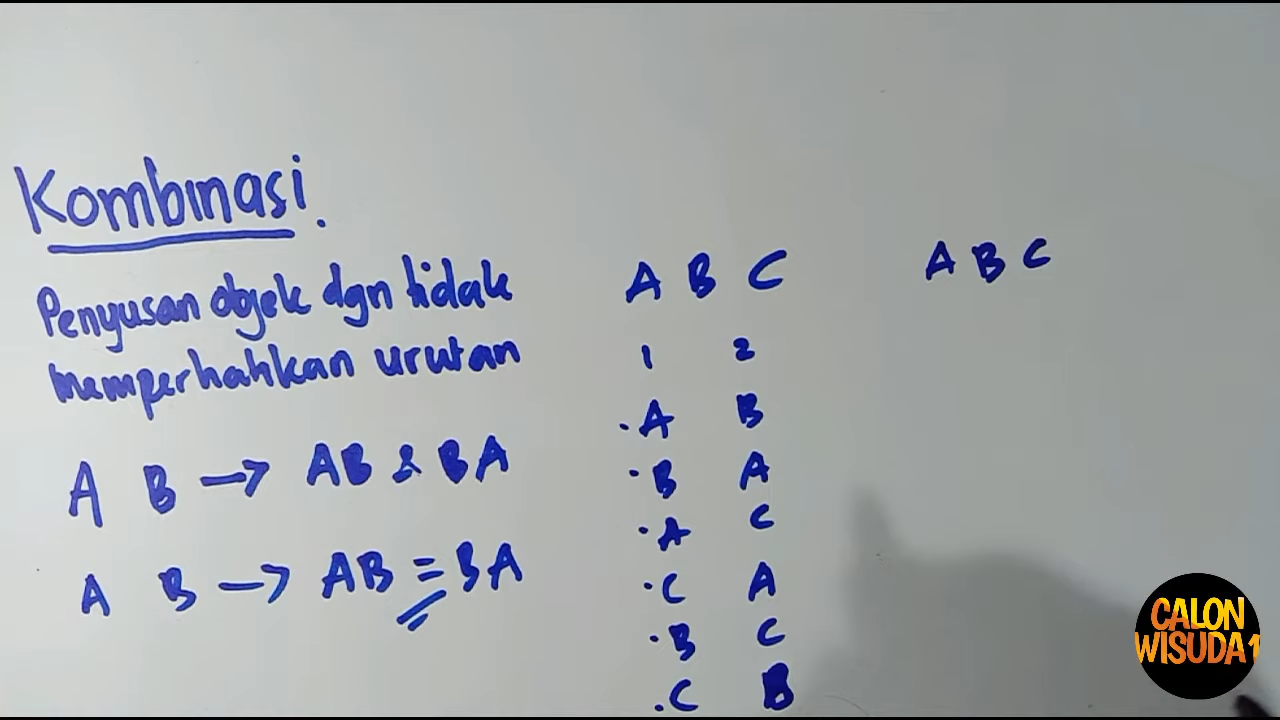 Kombinasi.
Penyusan objek dgn tidak
memperhatikan urutan
A B → AB & BA
A B → AB = BA
A B C
1 2
. A B
. B A
. A C
. C A
. B C
. C B
A B C
CALON
WISUDA1